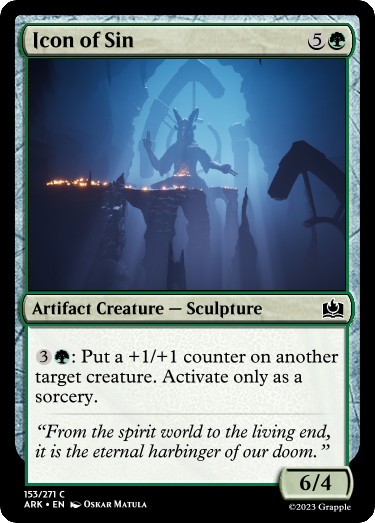 Icon of Sin 5
Artifact Creature — Sculpture
3: Put a +1/+1 counter on another
target creature. Activate only as a
sorcery.
“From the spirit world to the living end,
it is the eternal harbinger of our doom.”
6/4
153/271 C
ARK • EN Oskar Matula
©2023 Grapple